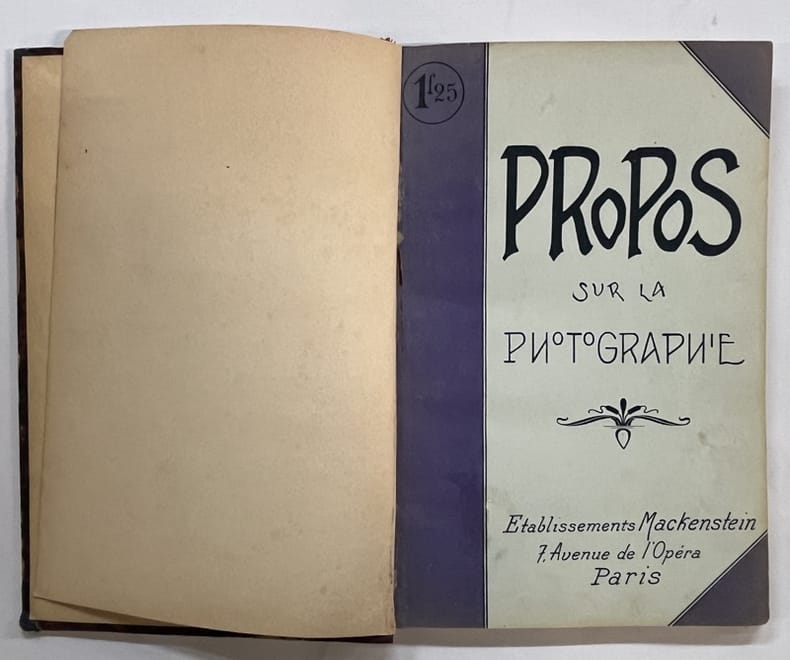 1f25
PROPOS
SUR LA
PHOTOGRAPHIE
Etablissements Mackenstein
7, Avenue de l'Opéra
Paris